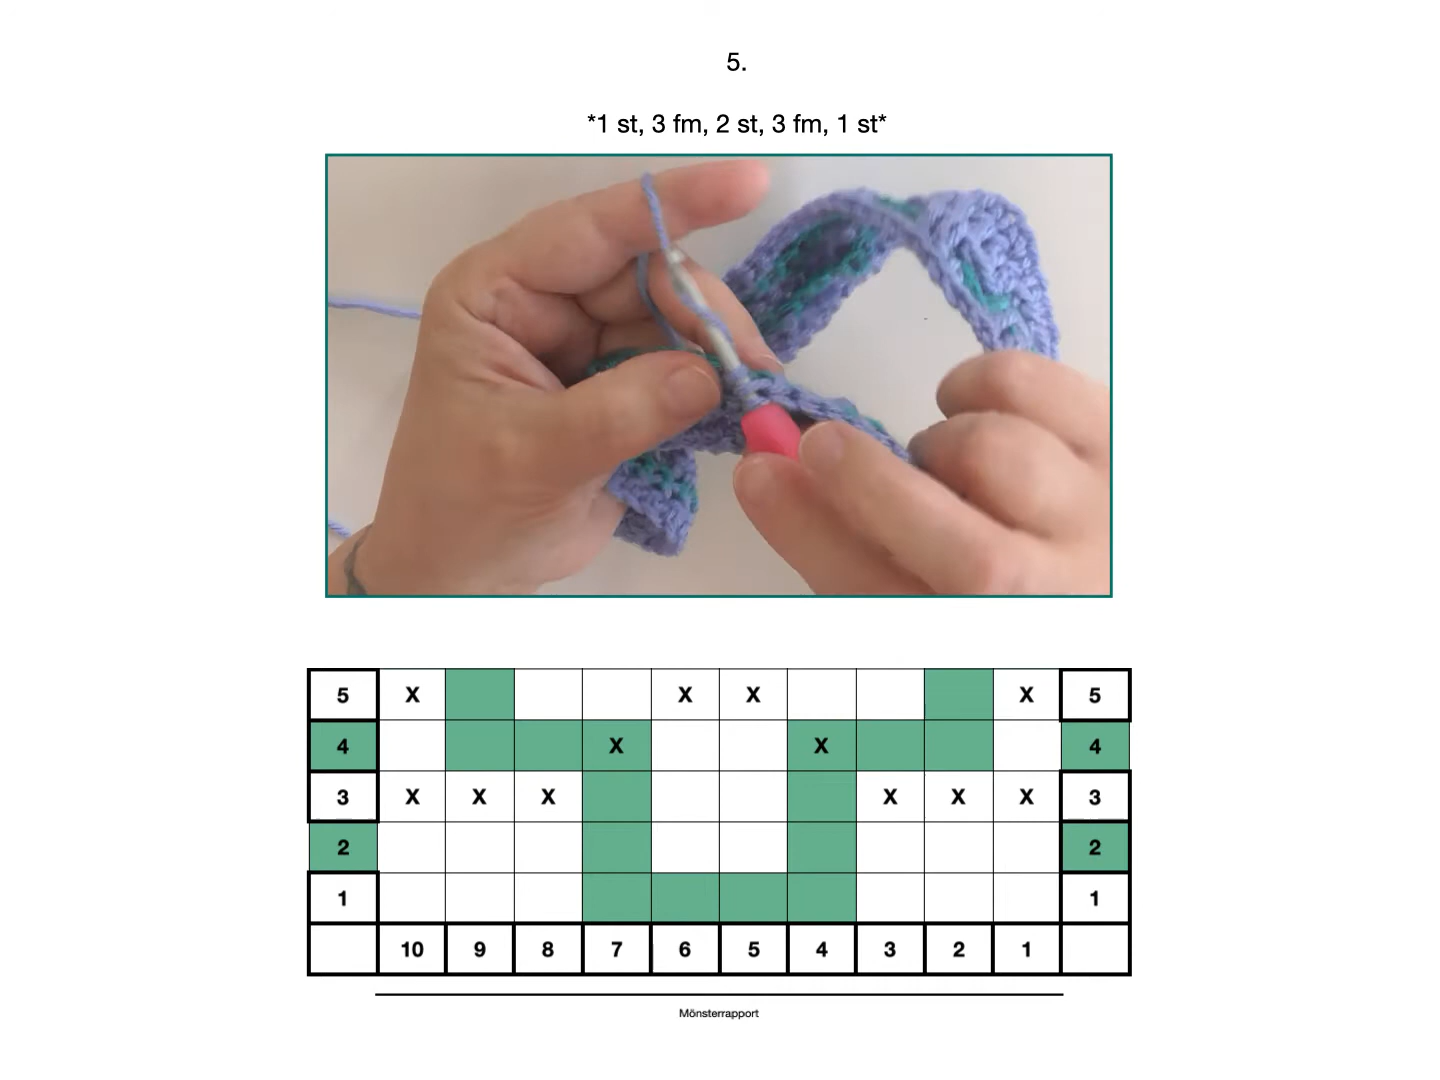 5.
*1 st, 3 fm, 2 st, 3 fm, 1 st*
5 X X X X 5
4 X X 4
3 X X X X X X 3
2 2
1 1
10 9 8 7 6 5 4 3 2 1
Mönsterrapport